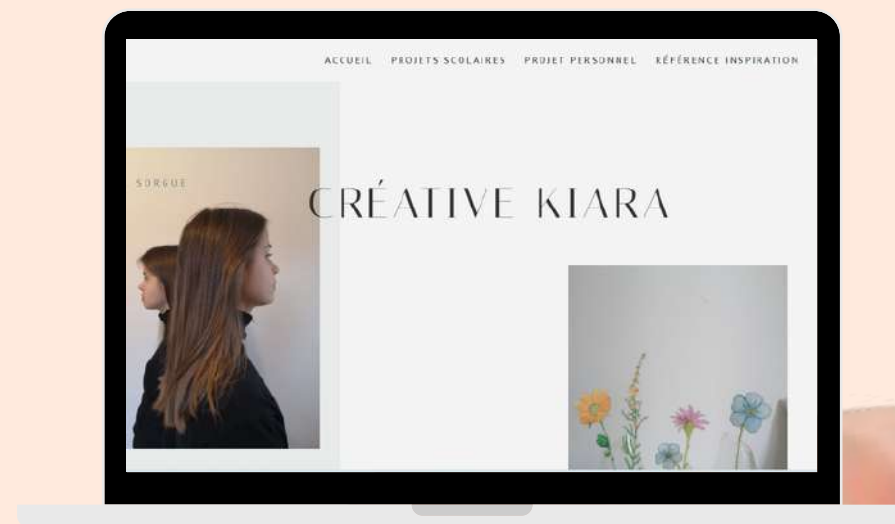 ACCUEIL PROJETS SCOLAIRES PROJET PERSONNEL RÉFÉRENCE INSPIRATION
SORGUE
CRÉATIVE KIARA